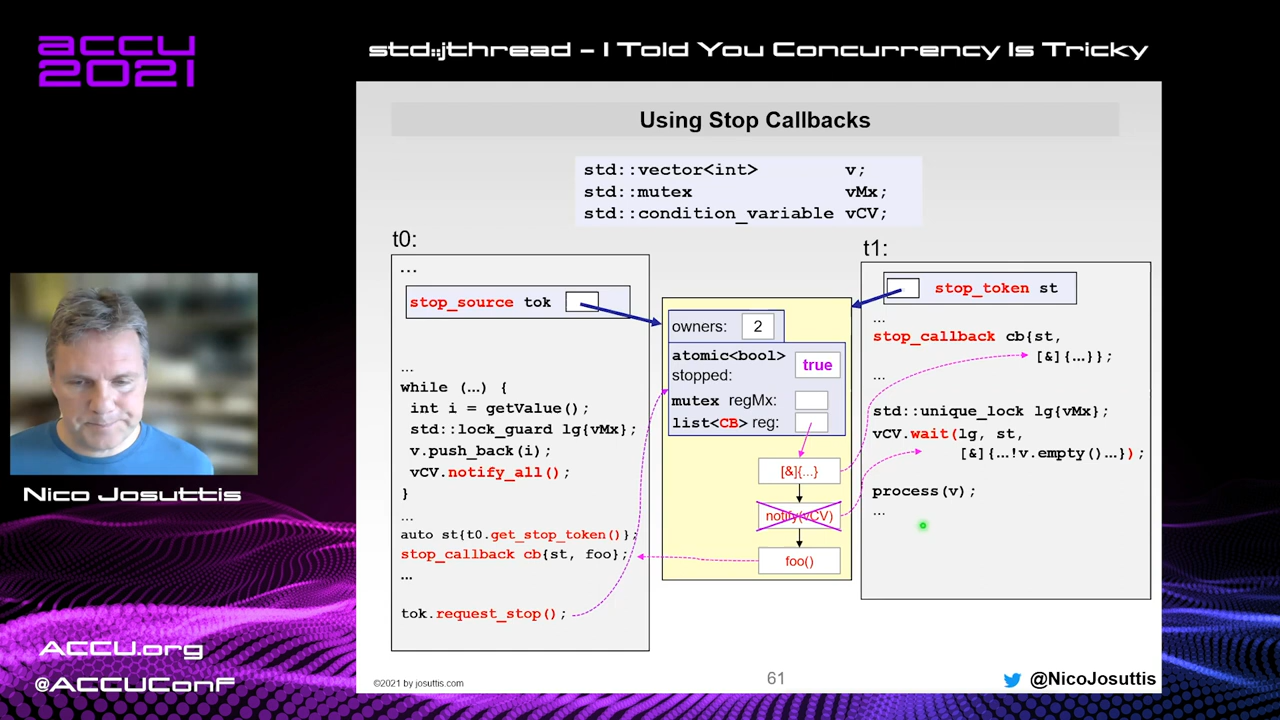 accu
2021
std::jthread – I Told You Concurrency Is Tricky
Using Stop Callbacks
std::vector<int> v;
std::mutex vMx;
std::condition_variable vCV;
t0:
…
stop_source tok
…
while (…) {
int i = getValue();
std::lock_guard lg{vMx};
v.push_back(i);
vCV.notify_all();
}
…
auto st{t0.get_stop_token()};
stop_callback cb{st, foo};
…
tok.request_stop();
owners: 2
atomic<bool>
stopped: true
mutex regMx:
list<CB> reg:
[&]{…}
notify(vCV)
foo()
t1:
stop_token st
…
stop_callback cb{st,
[&]{…}};
…
std::unique_lock lg{vMx};
vCV.wait(lg, st,
[&]{…!v.empty()…});
process(v);
…
Nico Josuttis
ACCU.org
@ACCUConf
©2021 by josuttis.com
61
@NicoJosuttis